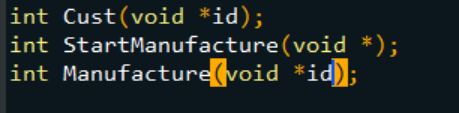 int Cust(void *id);
int StartManufacture(void *);
int Manufacture(void *id);